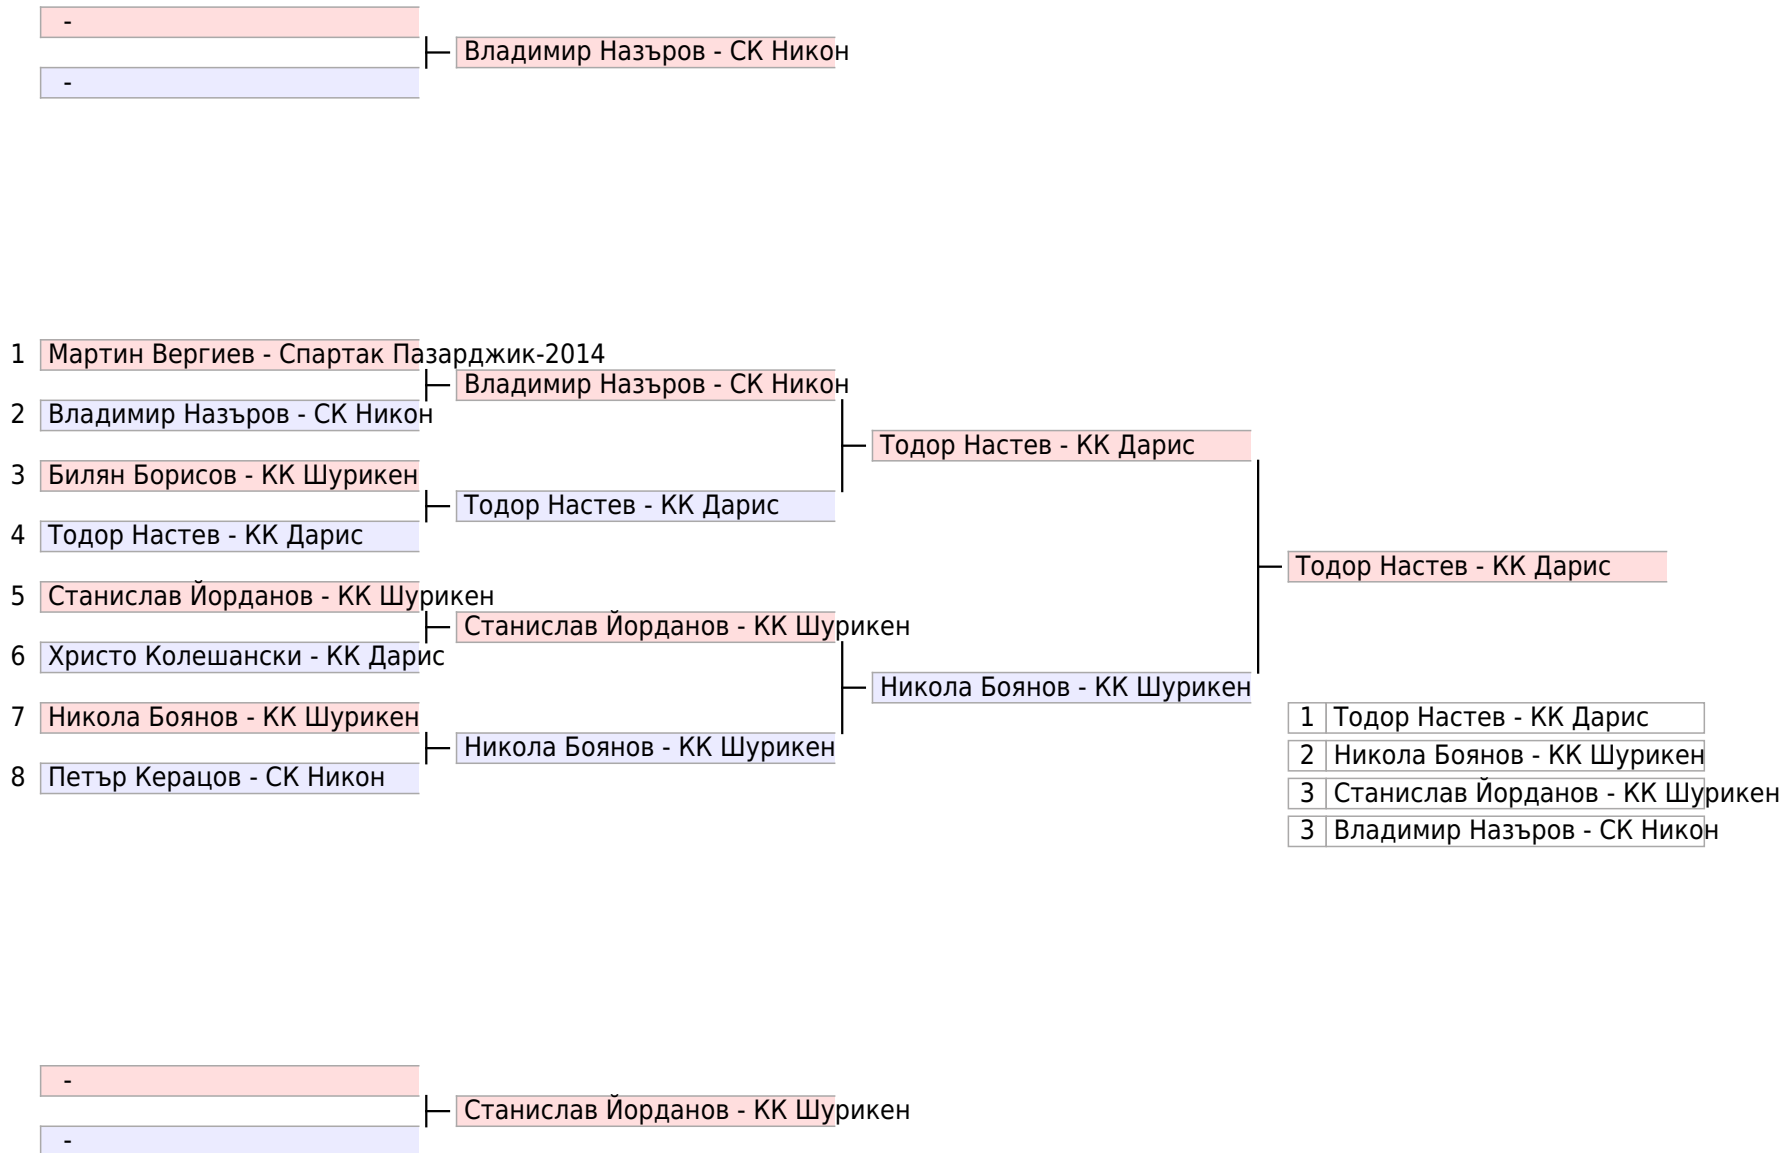 -
Владимир Назъров - СК Никон
-
1 Мартин Вергиев - Спартак Пазарджик-2014
Владимир Назъров - СК Никон
2 Владимир Назъров - СК Никон
Тодор Настев - КК Дарис
3 Билян Борисов - КК Шурикен
Тодор Настев - КК Дарис
4 Тодор Настев - КК Дарис
Тодор Настев - КК Дарис
5 Станислав Йорданов - КК Шурикен
Станислав Йорданов - КК Шурикен
6 Христо Колешански - КК Дарис
Никола Боянов - КК Шурикен
7 Никола Боянов - КК Шурикен
1 Тодор Настев - КК Дарис
Никола Боянов - КК Шурикен
2 Никола Боянов - КК Шурикен
8 Петър Керацов - СК Никон
3 Станислав Йорданов - КК Шурикен
3 Владимир Назъров - СК Никон
-
Станислав Йорданов - КК Шурикен
-